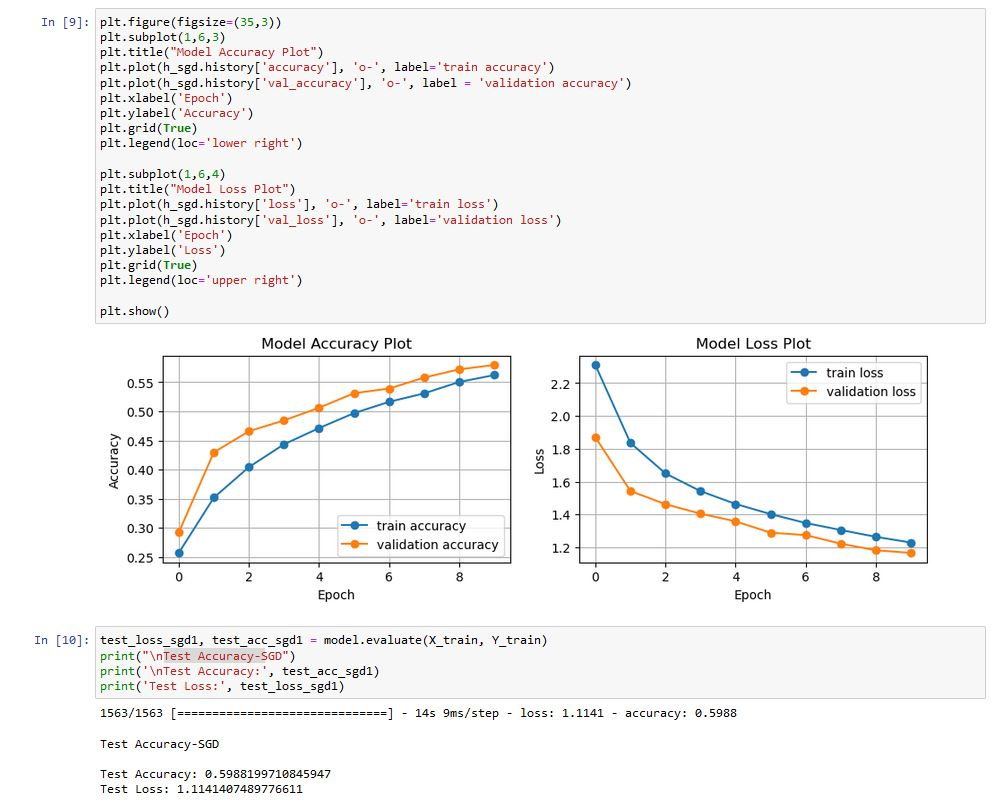 In [9]:
plt.figure(figsize=(35,3))
plt.subplot(1,6,3)
plt.title("Model Accuracy Plot")
plt.plot(h_sgd.history['accuracy'], 'o-', label='train accuracy')
plt.plot(h_sgd.history['val_accuracy'], 'o-', label = 'validation accuracy')
plt.xlabel('Epoch')
plt.ylabel('Accuracy')
plt.grid(True)
plt.legend(loc='lower right')
plt.subplot(1,6,4)
plt.title("Model Loss Plot")
plt.plot(h_sgd.history['loss'], 'o-', label='train loss')
plt.plot(h_sgd.history['val_loss'], 'o-', label='validation loss')
plt.xlabel('Epoch')
plt.ylabel('Loss')
plt.grid(True)
plt.legend(loc='upper right')
plt.show()
Model Accuracy Plot
0.55
0.50
0.45
0.40
0.35
0.30
0.25
Accuracy
train accuracy
validation accuracy
0 2 4 6 8
Epoch
Model Loss Plot
2.2
2.0
1.8
1.6
1.4
1.2
Loss
train loss
validation loss
0 2 4 6 8
Epoch
In [10]:
test_loss_sgd1, test_acc_sgd1 = model.evaluate(X_train, Y_train)
print("\nTest Accuracy-SGD")
print('\nTest Accuracy:', test_acc_sgd1)
print('Test Loss:', test_loss_sgd1)
1563/1563 [==============================] - 14s 9ms/step - loss: 1.1141 - accuracy: 0.5988
Test Accuracy-SGD
Test Accuracy: 0.5988199710845947
Test Loss: 1.1141407489776611